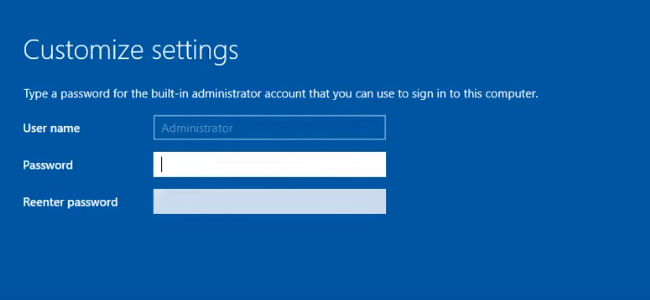 Customize settings
Type a password for the built-in administrator account that you can use to sign in to this computer.
User name
Administrator
Password
Reenter password